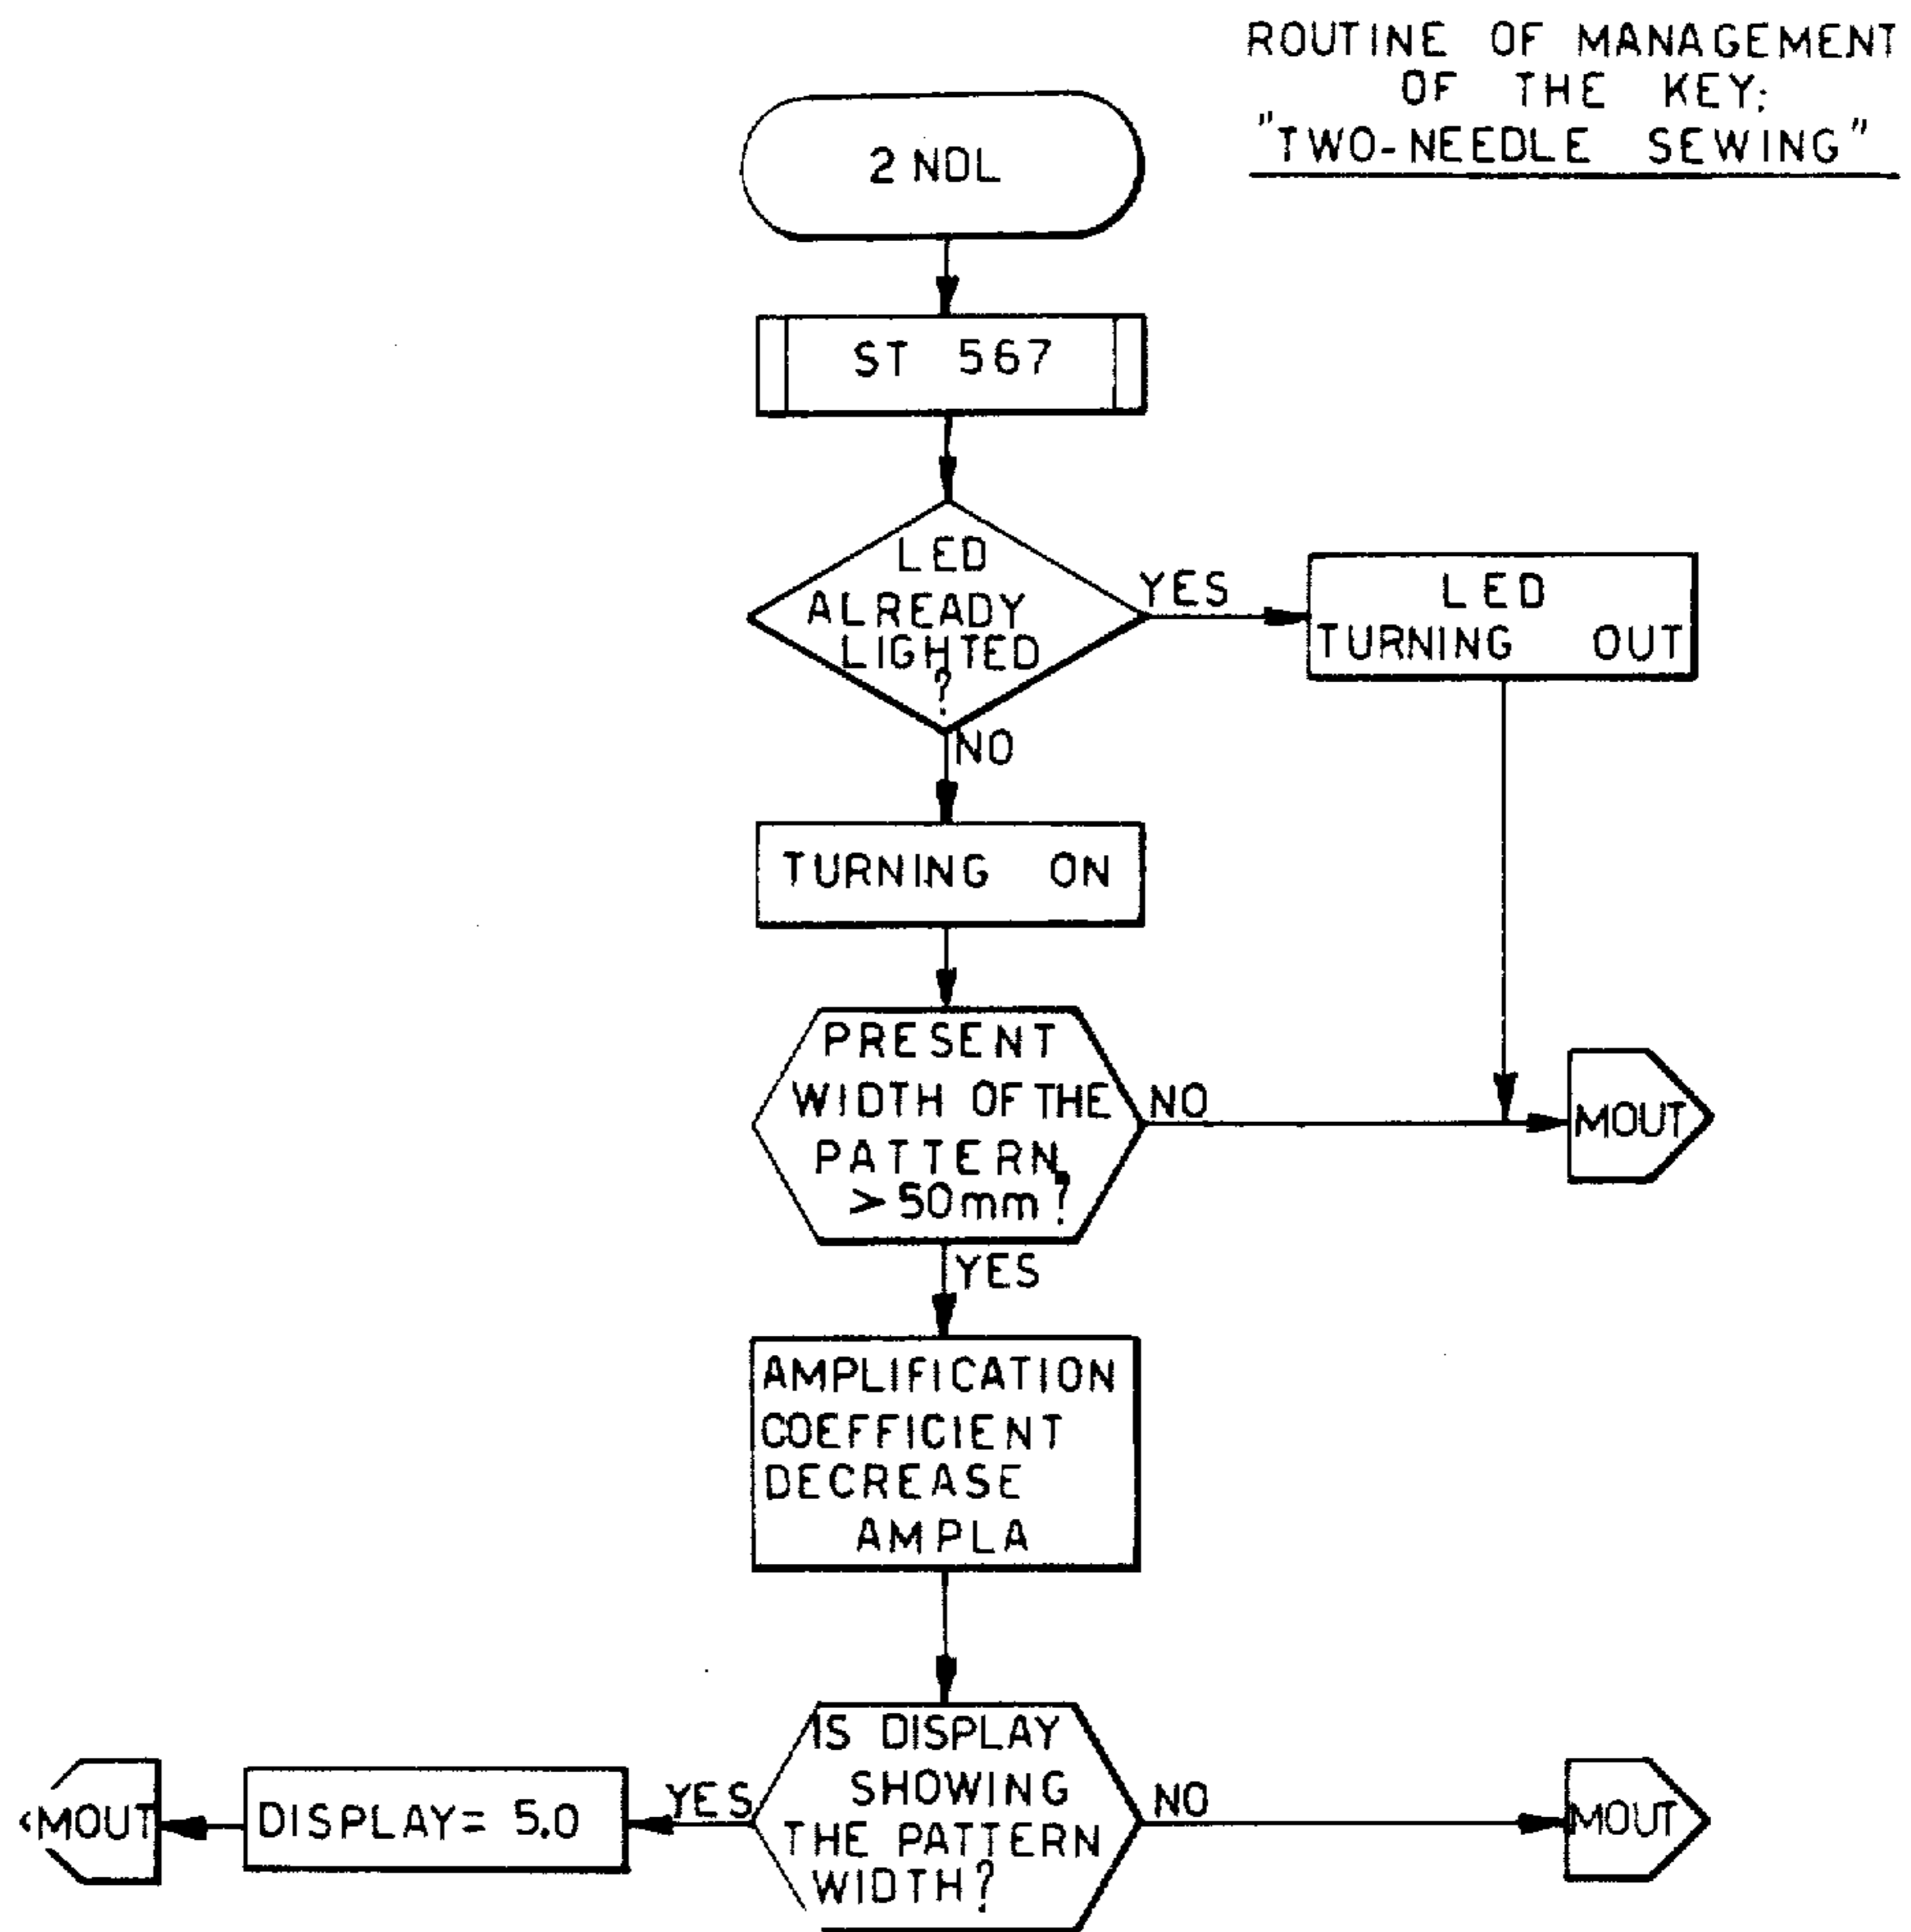 ROUTINE OF MANAGEMENT
OF THE KEY:
"TWO-NEEDLE SEWING"
2 NDL
ST 567
LED
ALREADY
LIGHTED
?
YES
LED
TURNING OUT
NO
TURNING ON
PRESENT
WIDTH OF THE
PATTERN
> 50mm?
NO
MOUT
YES
AMPLIFICATION
COEFFICIENT
DECREASE
AMPLA
IS DISPLAY
SHOWING
THE PATTERN
WIDTH?
YES
DISPLAY= 5.0
MOUT
NO
MOUT